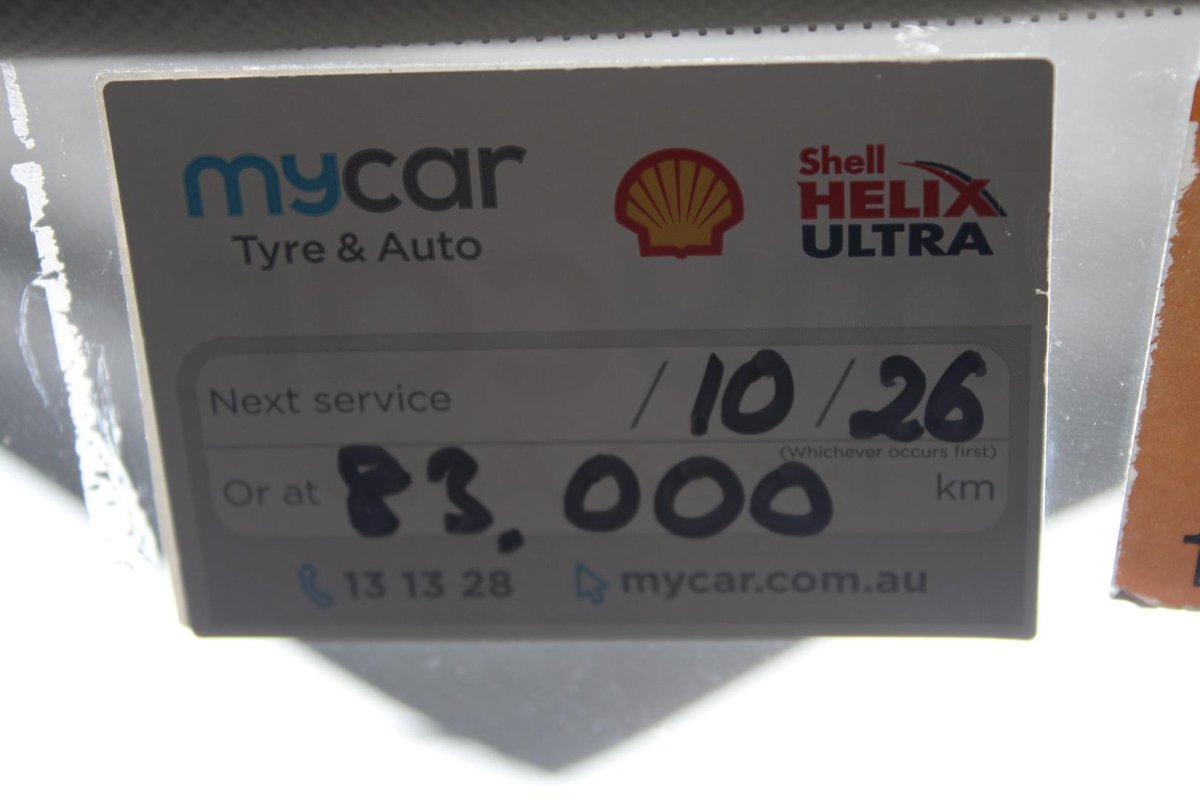 mycar
Tyre & Auto
Shell
HELIX
ULTRA
Next service / 10 / 26
(Whichever occurs first)
Or at 83,000 km
13 13 28 mycar.com.au